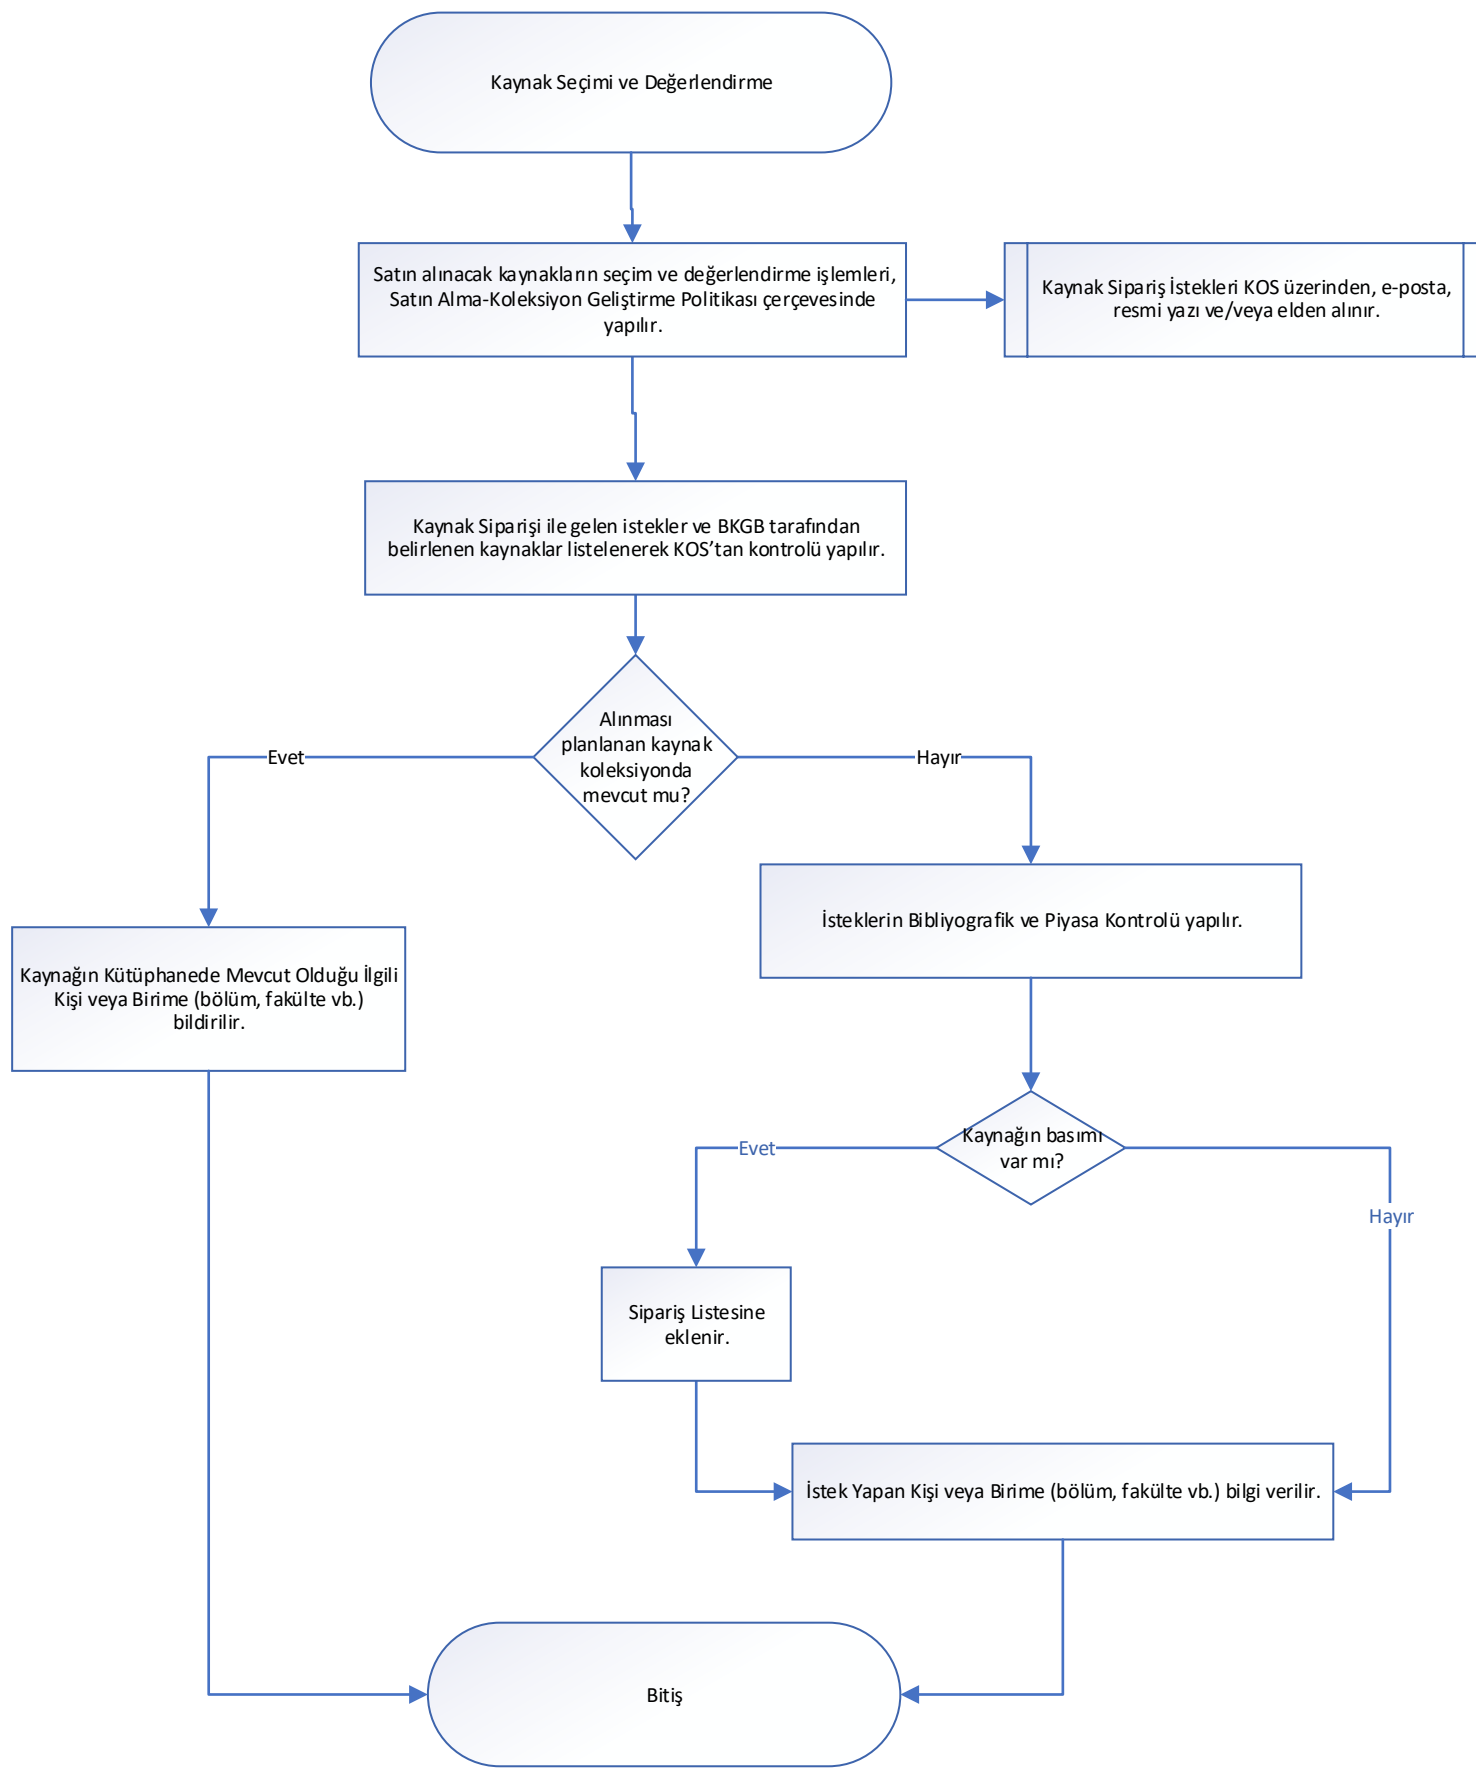 Kaynak Seçimi ve Değerlendirme
Satın alınacak kaynakların seçim ve değerlendirme işlemleri,
Satın Alma-Koleksiyon Geliştirme Politikası çerçevesinde
yapılır.
Kaynak Sipariş İstekleri KOS üzerinden, e-posta,
resmi yazı ve/veya elden alınır.
Kaynak Siparişi ile gelen istekler ve BKGB tarafından
belirlenen kaynaklar listelenerek KOS’tan kontrolü yapılır.
Alınması
planlanan kaynak
koleksiyonda
mevcut mu?
Evet
Hayır
İsteklerin Bibliyografik ve Piyasa Kontrolü yapılır.
Kaynağın Kütüphanede Mevcut Olduğu İlgili
Kişi veya Birime (bölüm, fakülte vb.)
bildirilir.
Kaynağın basımı
var mı?
Evet
Hayır
Sipariş Listesine
eklenir.
İstek Yapan Kişi veya Birime (bölüm, fakülte vb.) bilgi verilir.
Bitiş